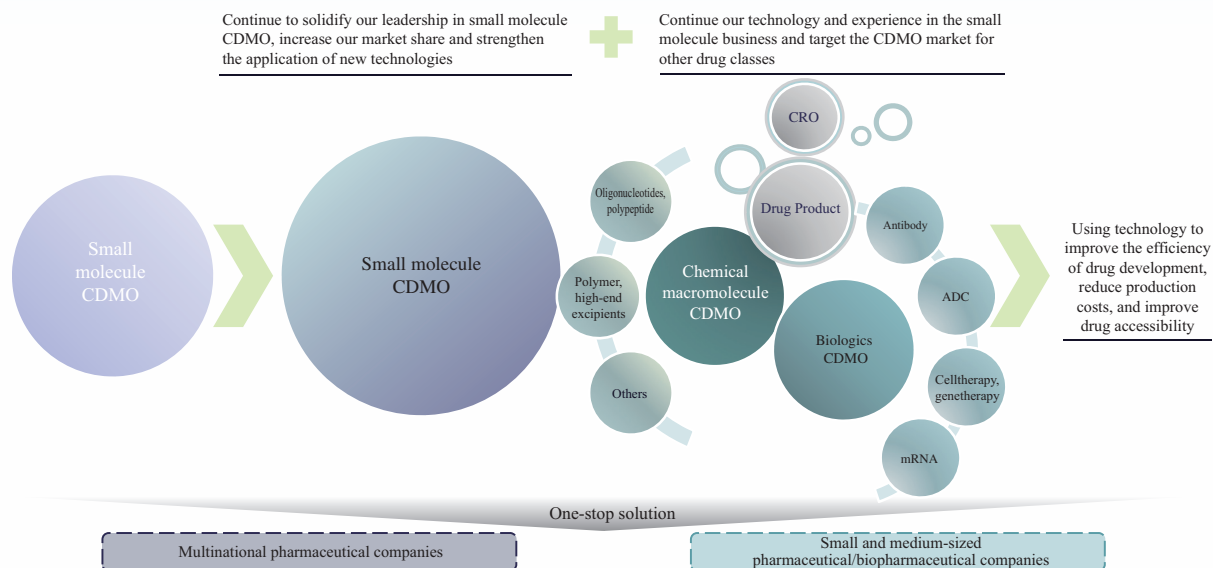 Continue to solidify our leadership in small molecule
CDMO, increase our market share and strengthen
the application of new technologies
Continue our technology and experience in the small
molecule business and target the CDMO market for
other drug classes
Small
molecule
CDMO
Small molecule
CDMO
Oligonucleotides,
polypeptide
Polymer,
high-end
excipients
Others
Chemical
macromolecule
CDMO
CRO
Drug Product
Biologics
CDMO
Antibody
ADC
Celltherapy,
genetherapy
mRNA
Using technology to
improve the efficiency
of drug development,
reduce production
costs, and improve
drug accessibility
One-stop solution
Multinational pharmaceutical companies
Small and medium-sized
pharmaceutical/biopharmaceutical companies